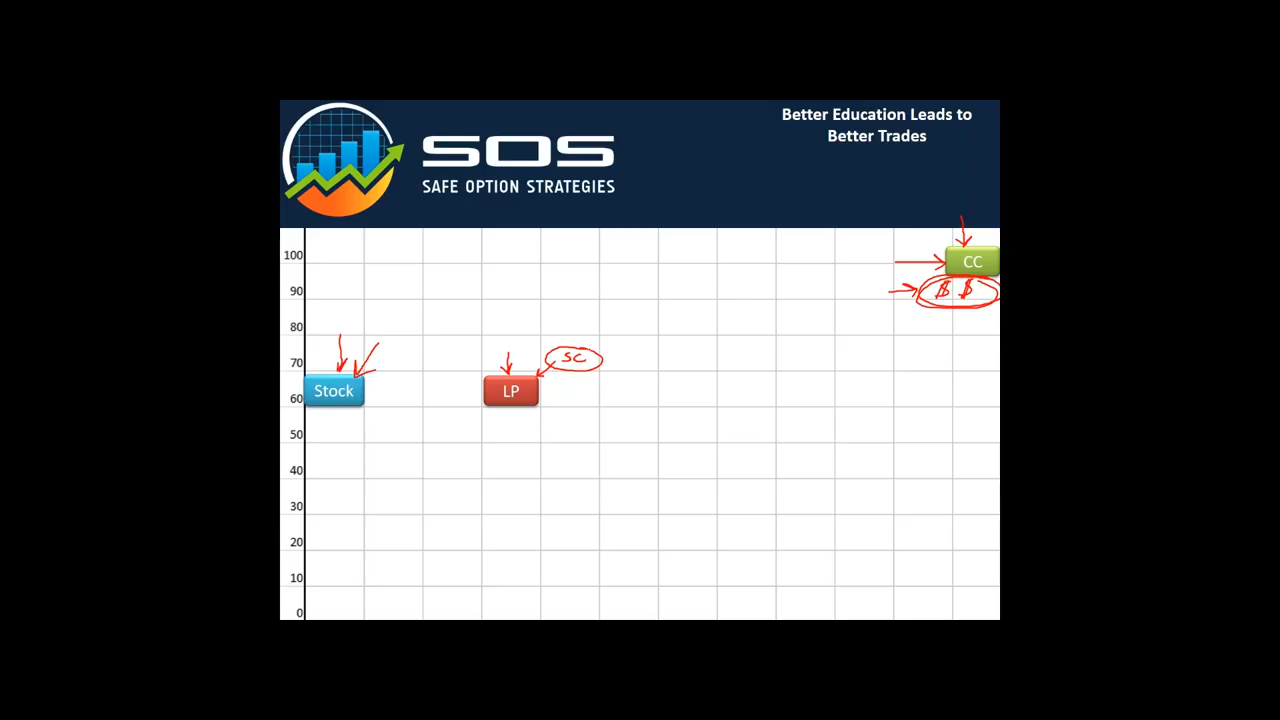 Better Education Leads to
Better Trades
SOS
SAFE OPTION STRATEGIES
100
CC
90
$ $
80
70
SC
Stock
LP
60
50
40
30
20
10
0